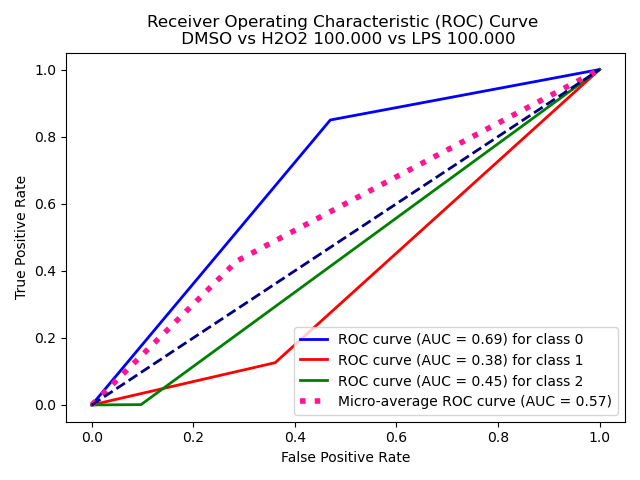 Receiver Operating Characteristic (ROC) Curve
DMSO vs H2O2 100.000 vs LPS 100.000
1.0
0.8
0.6
0.4
0.2
0.0
True Positive Rate
ROC curve (AUC = 0.69) for class 0
ROC curve (AUC = 0.38) for class 1
ROC curve (AUC = 0.45) for class 2
Micro-average ROC curve (AUC = 0.57)
0.0 0.2 0.4 0.6 0.8 1.0
False Positive Rate